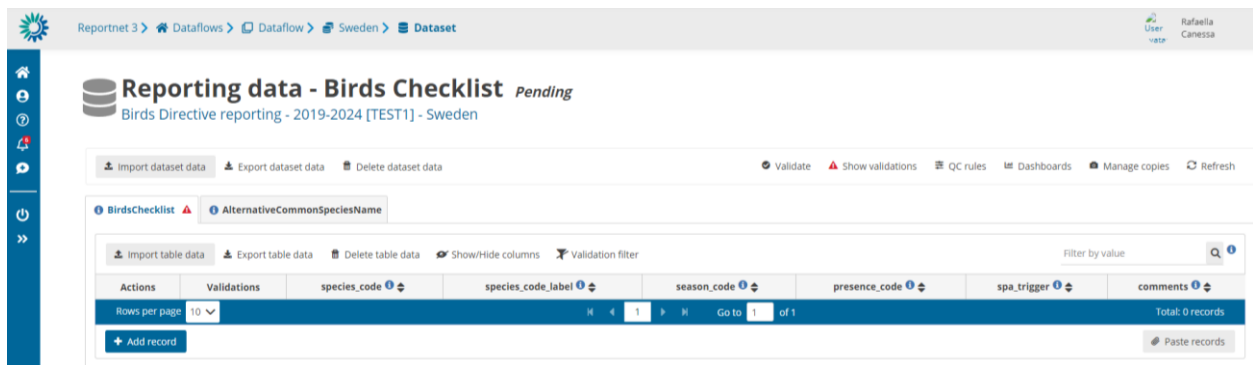 Reportnet 3 Dataflows Dataflow Sweden Dataset
User
Rafaella
Canessa
Reporting data - Birds Checklist Pending
Birds Directive reporting - 2019-2024 [TEST1] - Sweden
Import dataset data Export dataset data Delete dataset data Validate Show validations QC rules Dashboards Manage copies Refresh
BirdsChecklist AlternativeCommonSpeciesName
Import table data Export table data Delete table data Show/Hide columns Validation filter Filter by value
Actions Validations species_code species_code_label season_code presence_code spa_trigger comments
Rows per page 10 1 Go to 1 of 1 Total: 0 records
+ Add record Paste records